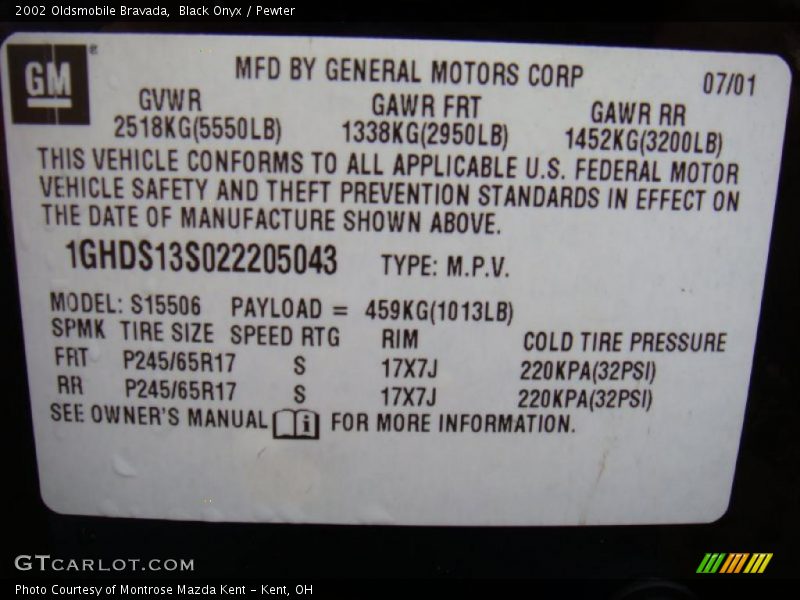 2002 Oldsmobile Bravada, Black Onyx / Pewter
GM®
MFD BY GENERAL MOTORS CORP 07/01
GVWR GAWR FRT GAWR RR
2518KG(5550LB) 1338KG(2950LB) 1452KG(3200LB)
THIS VEHICLE CONFORMS TO ALL APPLICABLE U.S. FEDERAL MOTOR
VEHICLE SAFETY AND THEFT PREVENTION STANDARDS IN EFFECT ON
THE DATE OF MANUFACTURE SHOWN ABOVE.
1GHDS13S022205043 TYPE: M.P.V.
MODEL: S15506 PAYLOAD = 459KG(1013LB)
SPMK TIRE SIZE SPEED RTG RIM COLD TIRE PRESSURE
FRT P245/65R17 S 17X7J 220KPA(32PSI)
RR P245/65R17 S 17X7J 220KPA(32PSI)
SEE OWNER'S MANUAL i FOR MORE INFORMATION.
GTCARLOT.COM
Photo Courtesy of Montrose Mazda Kent - Kent, OH